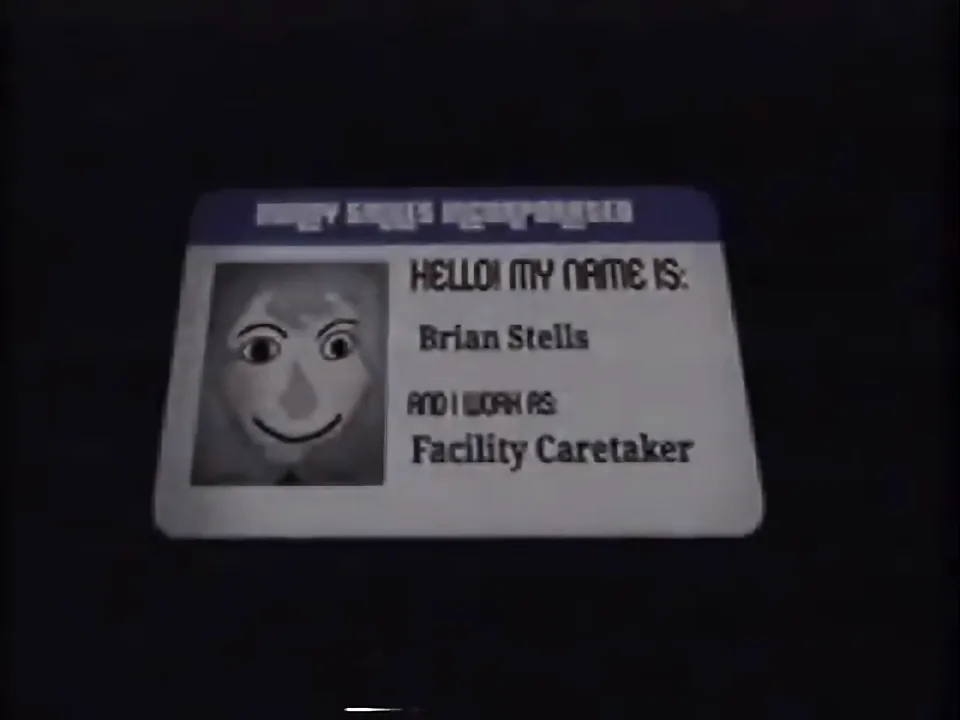 HELLO! MY NAME IS:
Brian Stells
AND I WORK AS:
Facility Caretaker